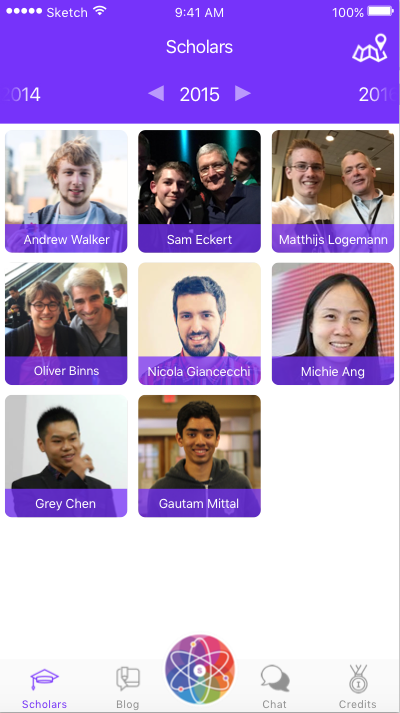 Sketch 9:41 AM 100%
Scholars
2014 2015 2016
Andrew Walker Sam Eckert Matthijs Logemann
Oliver Binns Nicola Giancecchi Michie Ang
Grey Chen Gautam Mittal
S
Scholars Blog Chat Credits